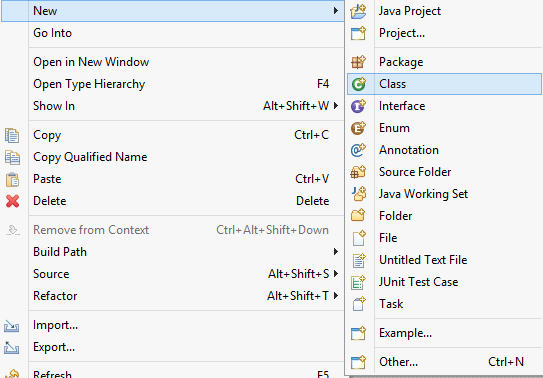 New
Go Into
Open in New Window
Open Type Hierarchy F4
Show In Alt+Shift+W
Copy Ctrl+C
Copy Qualified Name
Paste Ctrl+V
Delete Delete
Remove from Context Ctrl+Alt+Shift+Down
Build Path
Source Alt+Shift+S
Refactor Alt+Shift+T
Import...
Export...
Refresh F5
Java Project
Project...
Package
Class
Interface
Enum
Annotation
Source Folder
Java Working Set
Folder
File
Untitled Text File
JUnit Test Case
Task
Example...
Other... Ctrl+N